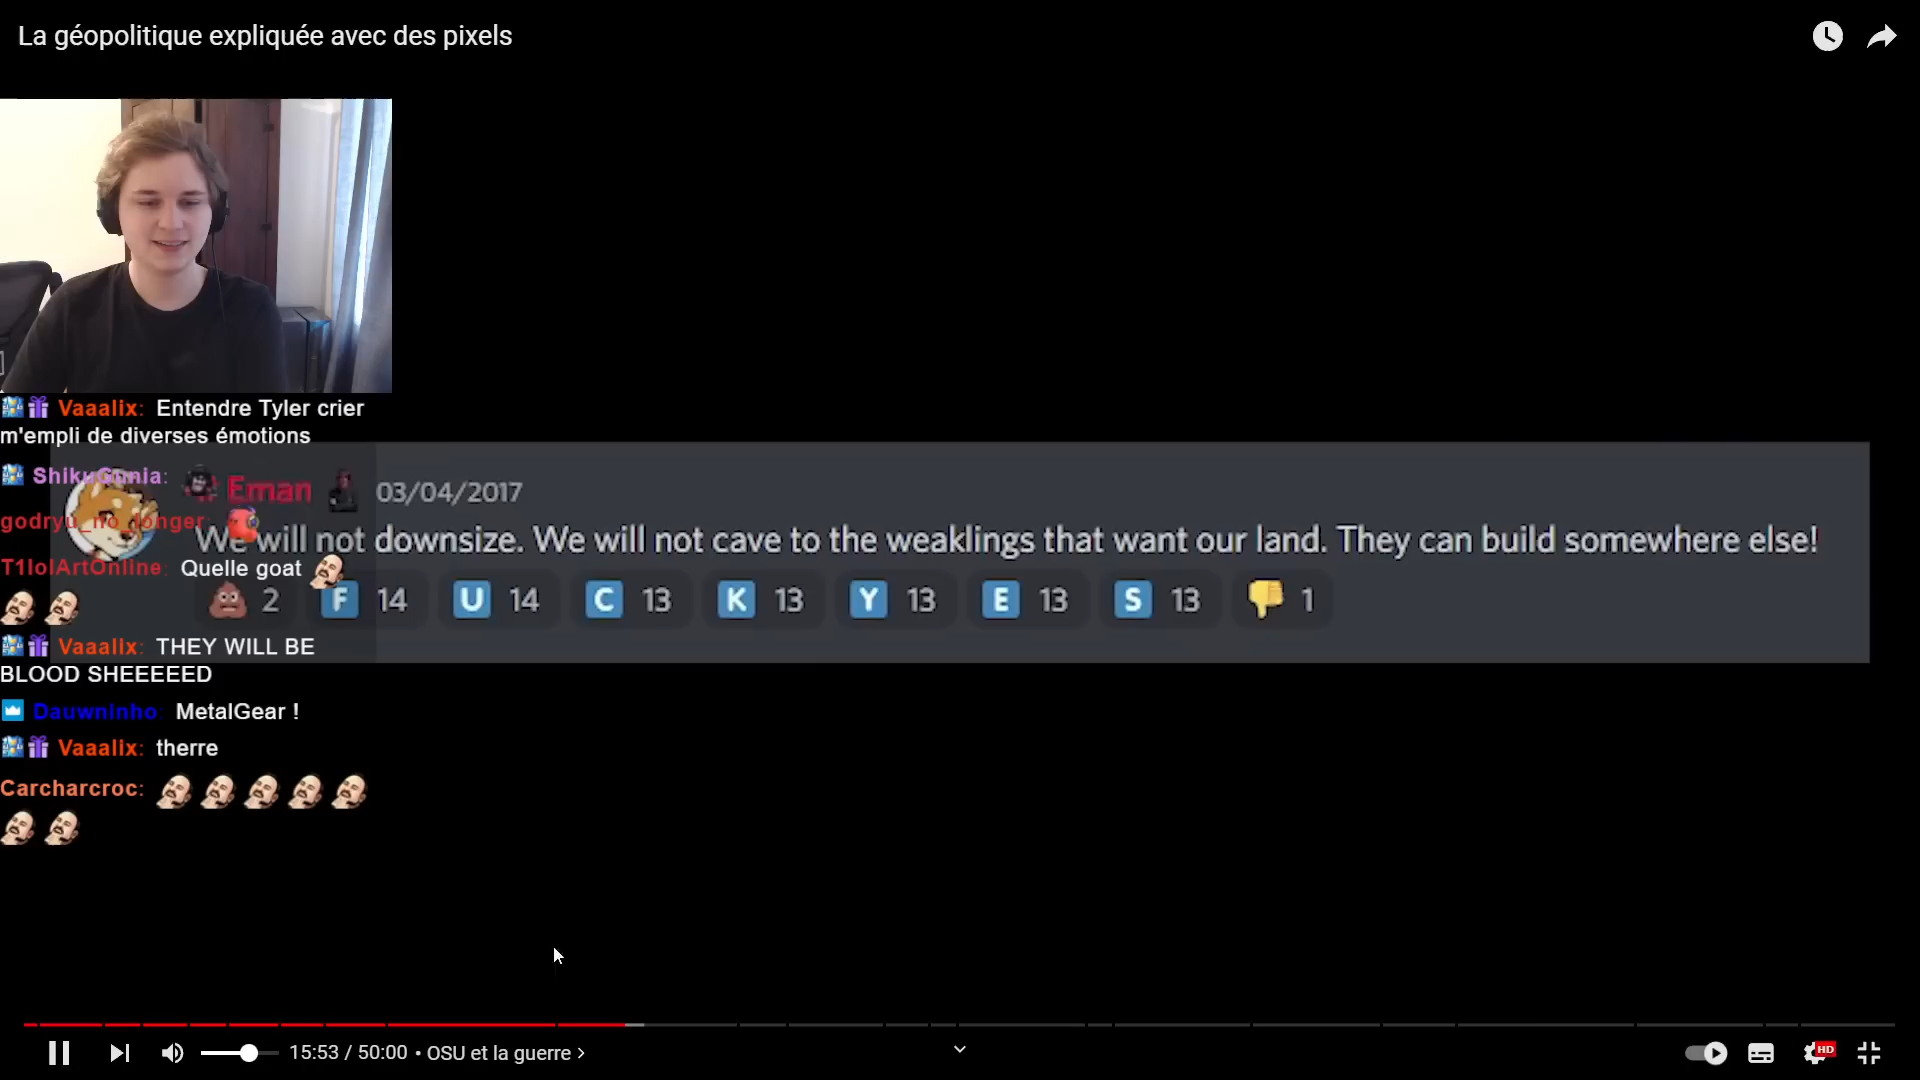 La géopolitique expliquée avec des pixels
Vaaalix: Entendre Tyler crier
m'empli de diverses émotions
ShikuGunia:
godryu_no_longer
T1lolArtOnline: Quelle goat
Vaaalix: THEY WILL BE
BLOOD SHEEEEED
Dauwninho: MetalGear !
Vaaalix: therre
Carcharcroc:
Eman 03/04/2017
We will not downsize. We will not cave to the weaklings that want our land. They can build somewhere else!
2 F 14 U 14 C 13 K 13 Y 13 E 13 S 13 1
15:53 / 50:00 • OSU et la guerre >
HD